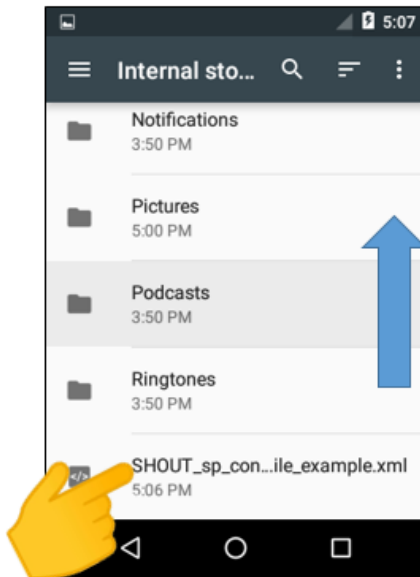 5:07
Internal sto...
Notifications
3:50 PM
Pictures
5:00 PM
Podcasts
3:50 PM
Ringtones
3:50 PM
SHOUT_sp_con...ile_example.xml
5:06 PM